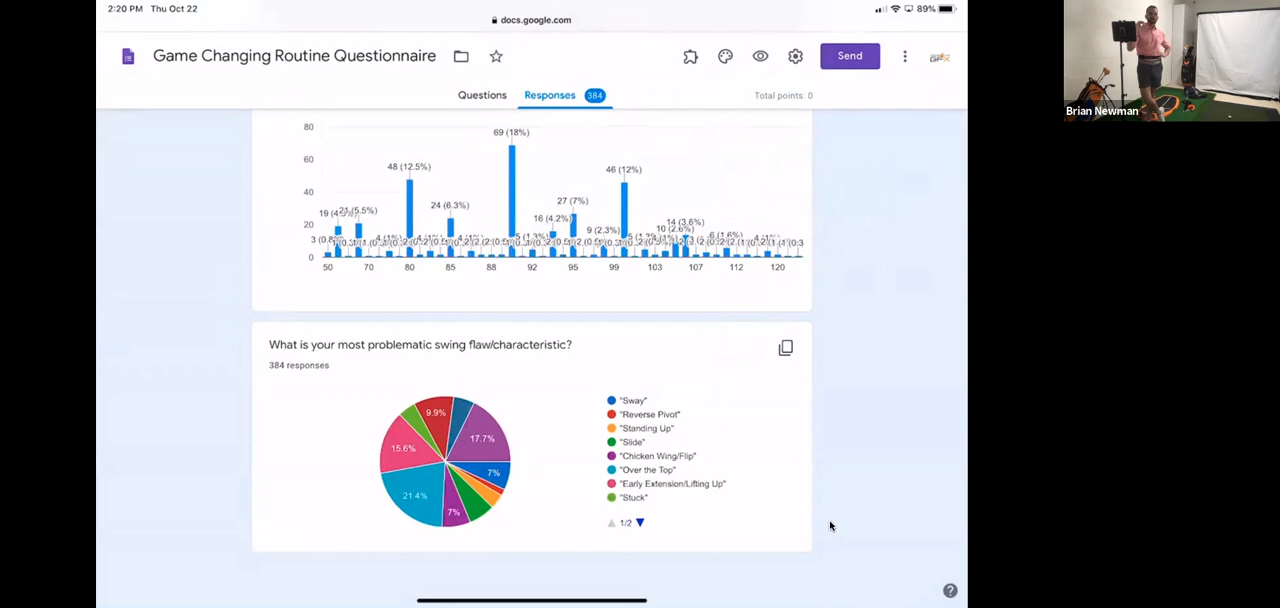 2:20 PM Thu Oct 22
89%
docs.google.com
Game Changing Routine Questionnaire
Send
Questions
Responses 384
Total points: 0
80
60
40
20
0
69 (18%)
48 (12.5%)
46 (12%)
27 (7%)
24 (6.3%)
16 (4.2%)
14 (3.6%)
9 (2.3%)
50 70 80 85 88 92 95 99 103 107 112 120
What is your most problematic swing flaw/characteristic?
384 responses
9.9%
17.7%
15.6%
7%
21.4%
7%
"Sway"
"Reverse Pivot"
"Standing Up"
"Slide"
"Chicken Wing/Flip"
"Over the Top"
"Early Extension/Lifting Up"
"Stuck"
1/2
Brian Newman